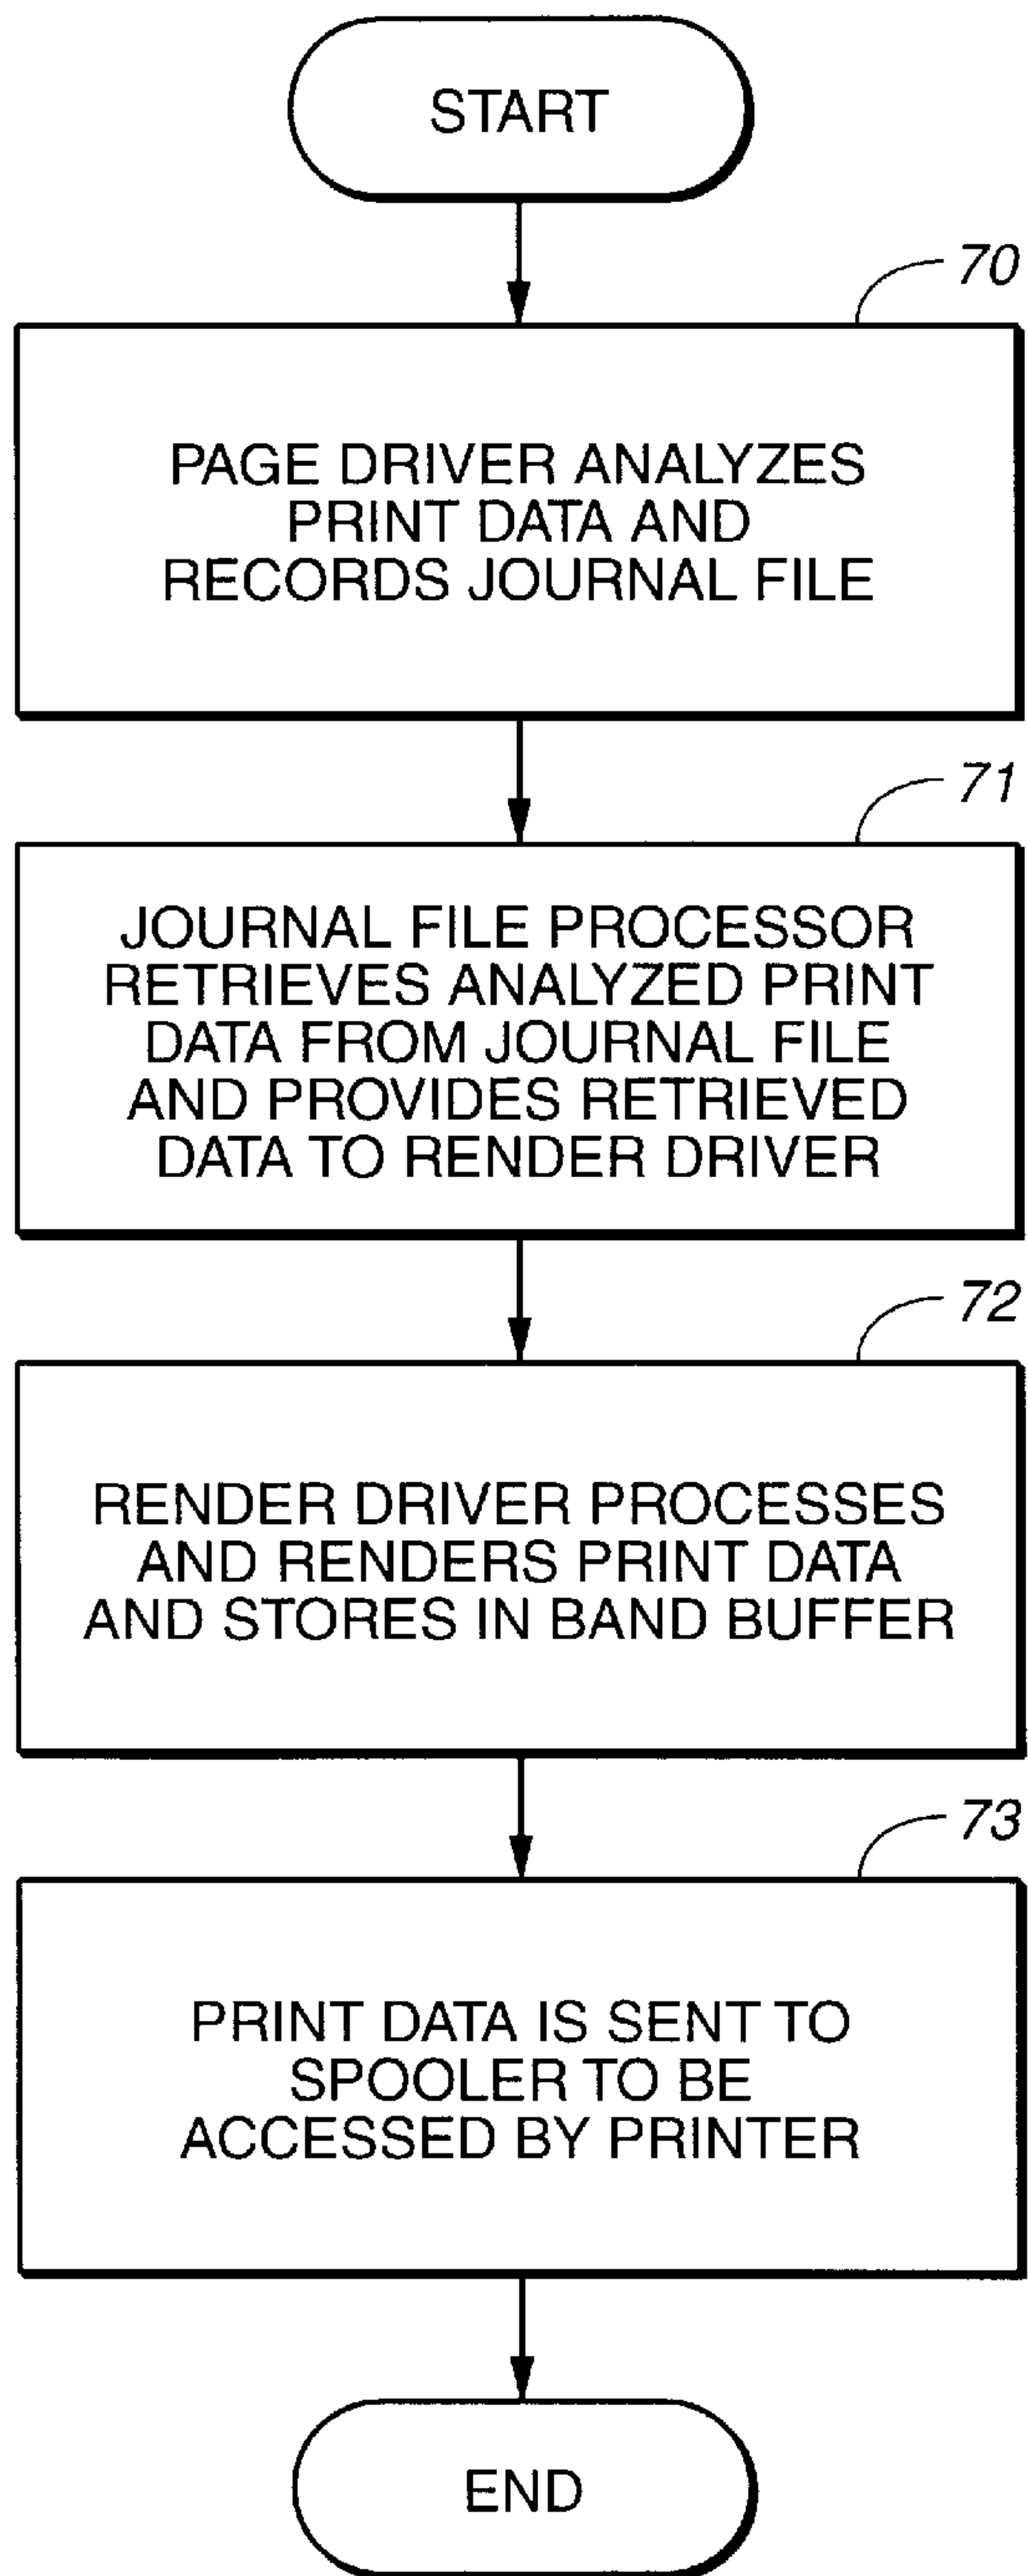 START
70
PAGE DRIVER ANALYZES
PRINT DATA AND
RECORDS JOURNAL FILE
71
JOURNAL FILE PROCESSOR
RETRIEVES ANALYZED PRINT
DATA FROM JOURNAL FILE
AND PROVIDES RETRIEVED
DATA TO RENDER DRIVER
72
RENDER DRIVER PROCESSES
AND RENDERS PRINT DATA
AND STORES IN BAND BUFFER
73
PRINT DATA IS SENT TO
SPOOLER TO BE
ACCESSED BY PRINTER
END